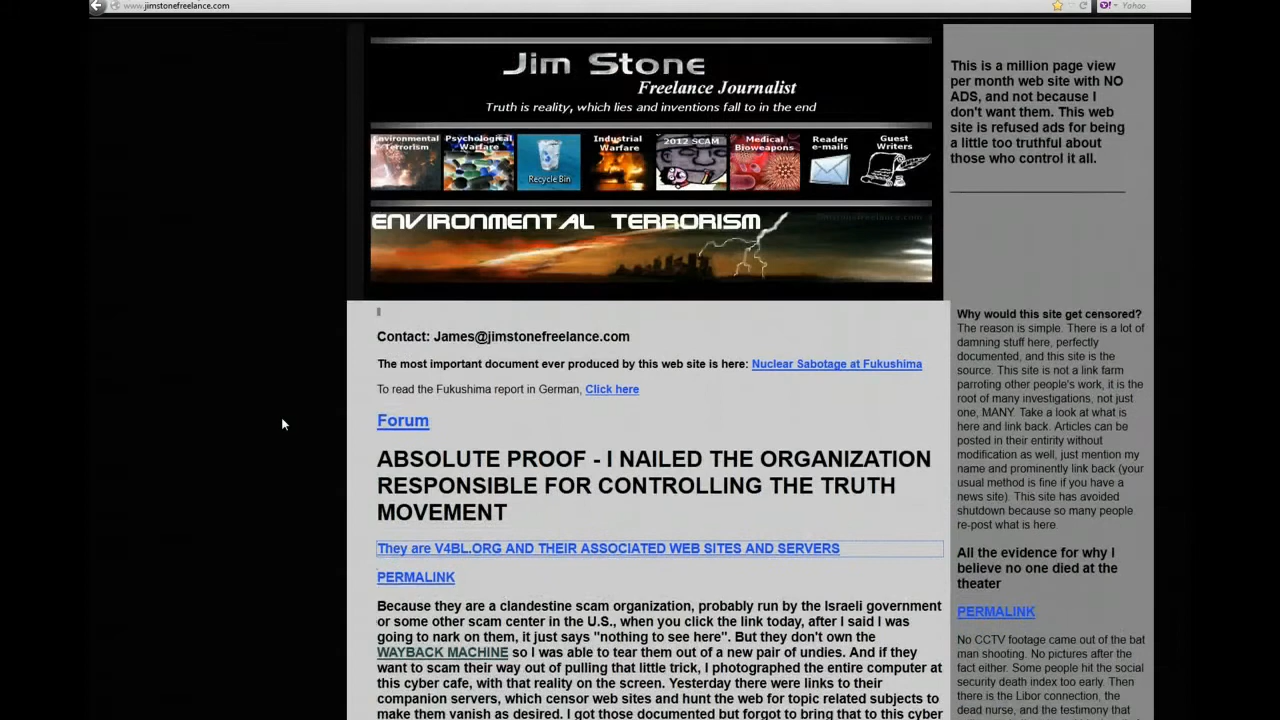 www.jimstonefreelance.com
Yahoo
Jim Stone
Freelance Journalist
Truth is reality, which lies and inventions fall to in the end
Environmental Terrorism
Psychological Warfare
Recycle Bin
Industrial Warfare
2012 SCAM
Medical Bioweapons
Reader e-mails
Guest Writers
ENVIRONMENTAL TERRORISM
Contact: James@jimstonefreelance.com
The most important document ever produced by this web site is here: Nuclear Sabotage at Fukushima
To read the Fukushima report in German, Click here
Forum
ABSOLUTE PROOF - I NAILED THE ORGANIZATION
RESPONSIBLE FOR CONTROLLING THE TRUTH
MOVEMENT
They are V4BL.ORG AND THEIR ASSOCIATED WEB SITES AND SERVERS
PERMALINK
Because they are a clandestine scam organization, probably run by the Israeli government
or some other scam center in the U.S., when you click the link today, after I said I was
going to nark on them, it just says "nothing to see here". But they don't own the
WAYBACK MACHINE so I was able to tear them out of a new pair of undies. And if they
want to scam their way out of pulling that little trick, I photographed the entire computer at
this cyber cafe, with that reality on the screen. Yesterday there were links to their
companion servers, which censor web sites and hunt the web for topic related subjects to
make them vanish as desired. I got those documented but forgot to bring that to this cyber
This is a million page view
per month web site with NO
ADS, and not because I
don't want them. This web
site is refused ads for being
a little too truthful about
those who control it all.
Why would this site get censored?
The reason is simple. There is a lot of
damning stuff here, perfectly
documented, and this site is the
source. This site is not a link farm
parroting other people's work, it is the
root of many investigations, not just
one, MANY. Take a look at what is
here and link back. Articles can be
posted in their entirity without
modification as well, just mention my
name and prominently link back (your
usual method is fine if you have a
news site). This site has avoided
shutdown because so many people
re-post what is here.
All the evidence for why I
believe no one died at the
theater
PERMALINK
No CCTV footage came out of the bat
man shooting. No pictures after the
fact either. Some people hit the social
security death index too early. Then
there is the Libor connection, the
dead nurse, and the testimony that